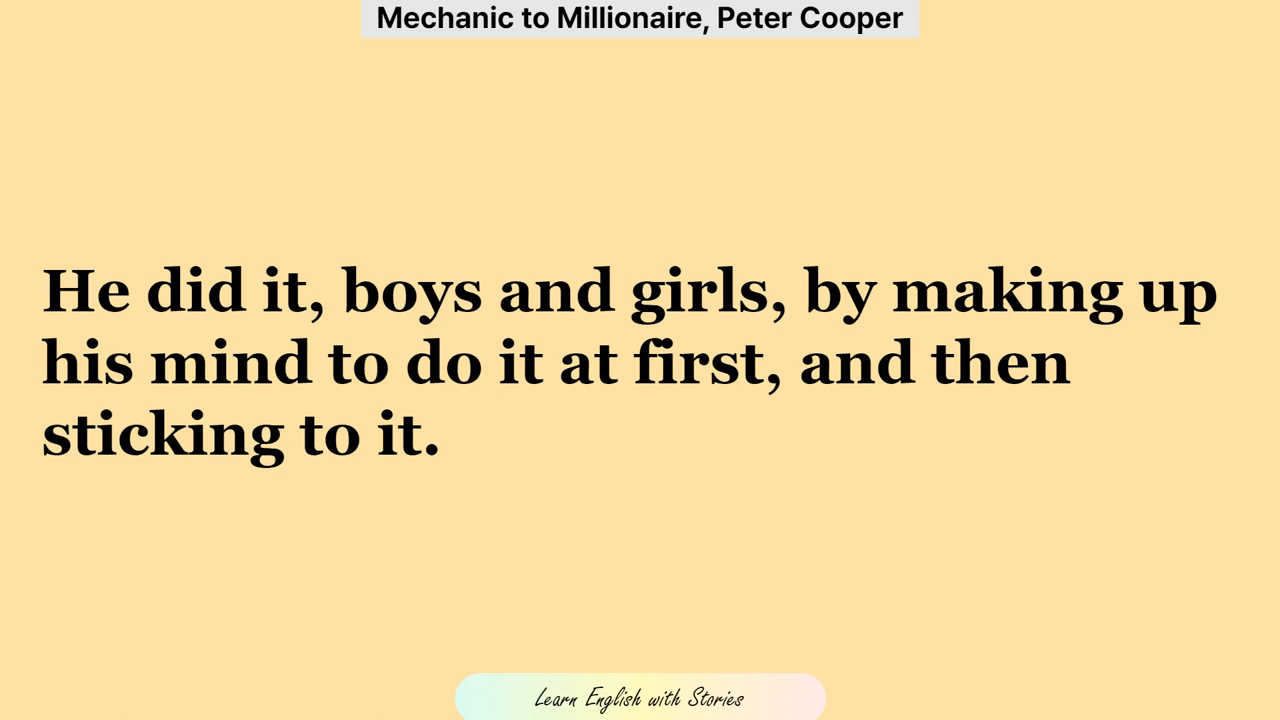 Mechanic to Millionaire, Peter Cooper
He did it, boys and girls, by making up
his mind to do it at first, and then
sticking to it.
Learn English with Stories